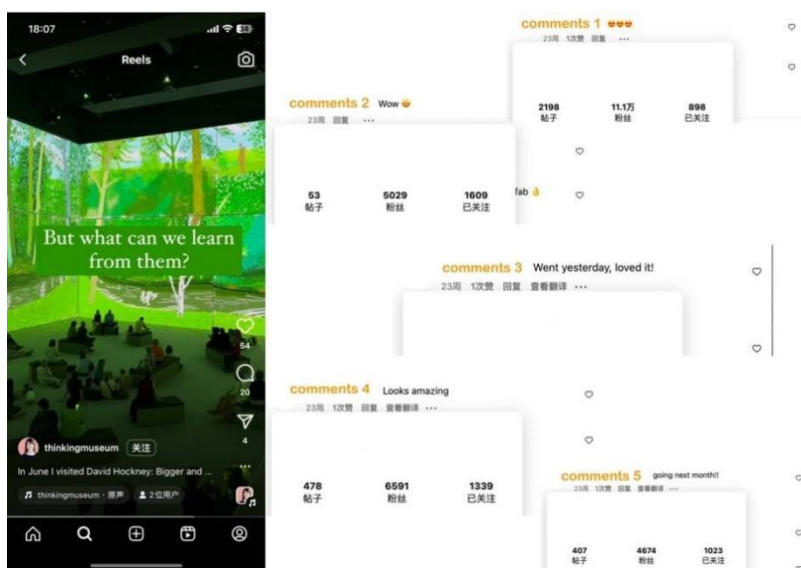 18:07
34
Reels
But what can we learn
from them?
54
20
4
thinkingmuseum 关注
In June I visited David Hockney: Bigger and ...
thinkingmuseum · 原声 2位用户
comments 1 😍😍😍
23周 1次赞 回复 ...
2198 11.1万 898
帖子 粉丝 已关注
comments 2 Wow 🤩
23周 回复 ...
53 5029 1609
帖子 粉丝 已关注
fab 👌
comments 3 Went yesterday, loved it!
23周 1次赞 回复 查看翻译 ...
comments 4 Looks amazing
23周 1次赞 回复 查看翻译 ...
478 6591 1339
帖子 粉丝 已关注
comments 5 going next month!!
23周 1次赞 回复 查看翻译 ...
407 4674 1023
帖子 粉丝 已关注